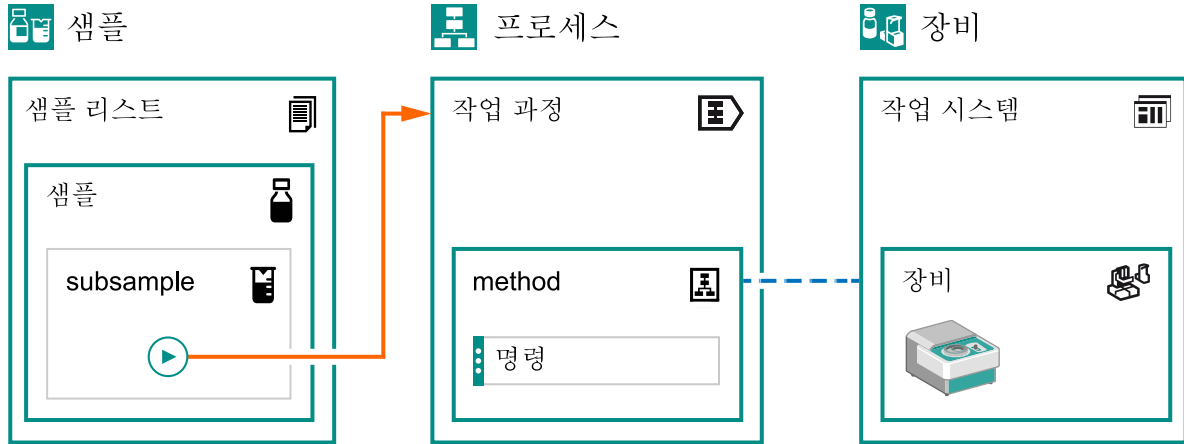 샘플
프로세스
장비
샘플 리스트
작업 과정
작업 시스템
샘플
subsample
method
장비
명령